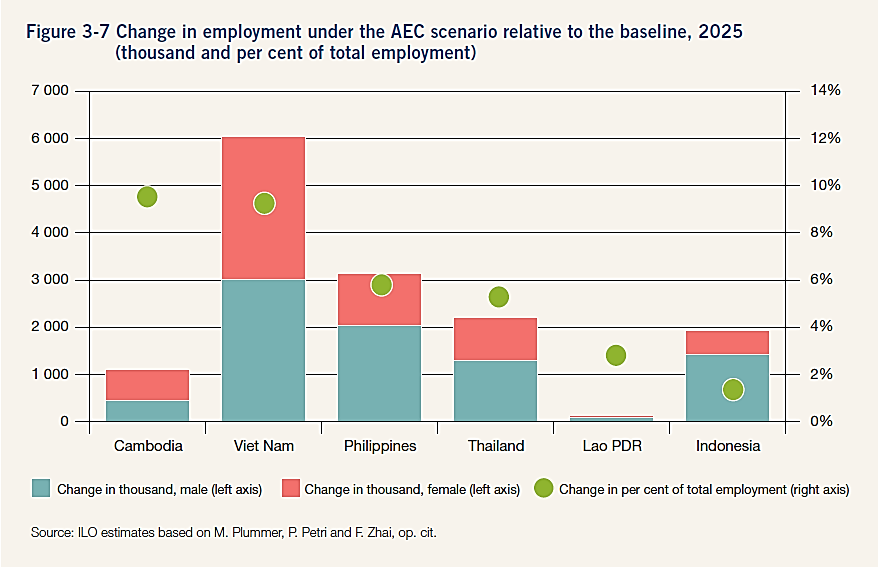 Figure 3-7 Change in employment under the AEC scenario relative to the baseline, 2025
(thousand and per cent of total employment)
7 000 14%
6 000 12%
5 000 10%
4 000 8%
3 000 6%
2 000 4%
1 000 2%
0 0%
Cambodia Viet Nam Philippines Thailand Lao PDR Indonesia
Change in thousand, male (left axis) Change in thousand, female (left axis) Change in per cent of total employment (right axis)
Source: ILO estimates based on M. Plummer, P. Petri and F. Zhai, op. cit.